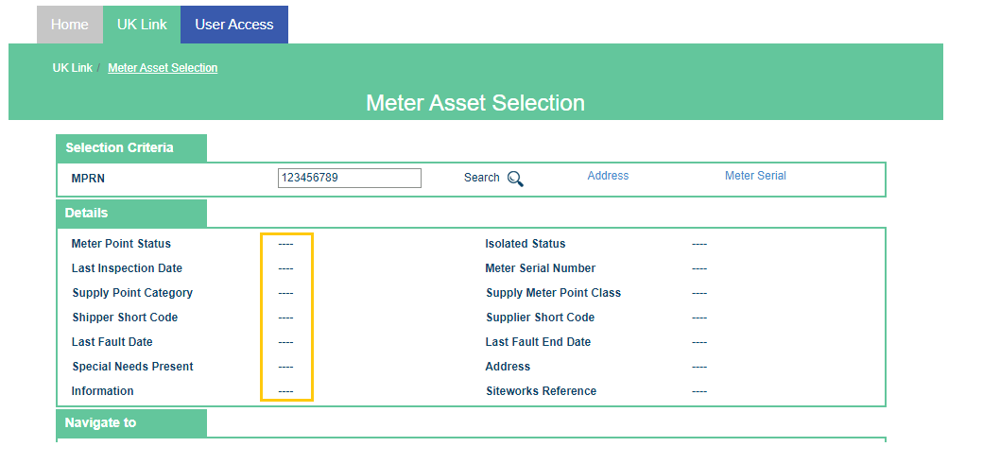 Home UK Link User Access
UK Link / Meter Asset Selection
Meter Asset Selection
Selection Criteria
MPRN 123456789 Search Address Meter Serial
Details
Meter Point Status ---- Isolated Status ----
Last Inspection Date ---- Meter Serial Number ----
Supply Point Category ---- Supply Meter Point Class ----
Shipper Short Code ---- Supplier Short Code ----
Last Fault Date ---- Last Fault End Date ----
Special Needs Present ---- Address ----
Information ---- Siteworks Reference ----
Navigate to